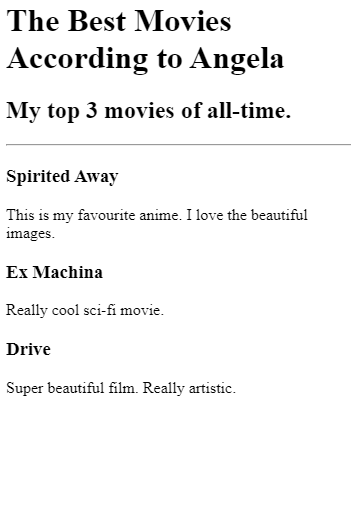 The Best Movies
According to Angela
My top 3 movies of all-time.
Spirited Away
This is my favourite anime. I love the beautiful
images.
Ex Machina
Really cool sci-fi movie.
Drive
Super beautiful film. Really artistic.